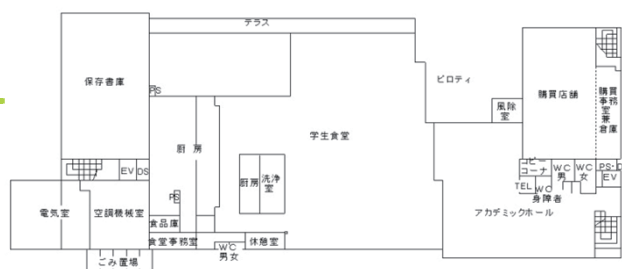 テラス
保存書庫
PS
ピロティ
購買店舗
購買
事務
室
兼
倉庫
風除
室
学生食堂
厨 房
厨房
洗浄
室
EV
DS
コピー
コーナ
WC
男
WC
女
PS
EV
TEL
WC
身障者
PS
電気室
空調機械室
食品庫
アカデミックホール
食堂事務室
WC
男女
休憩室
ごみ置場